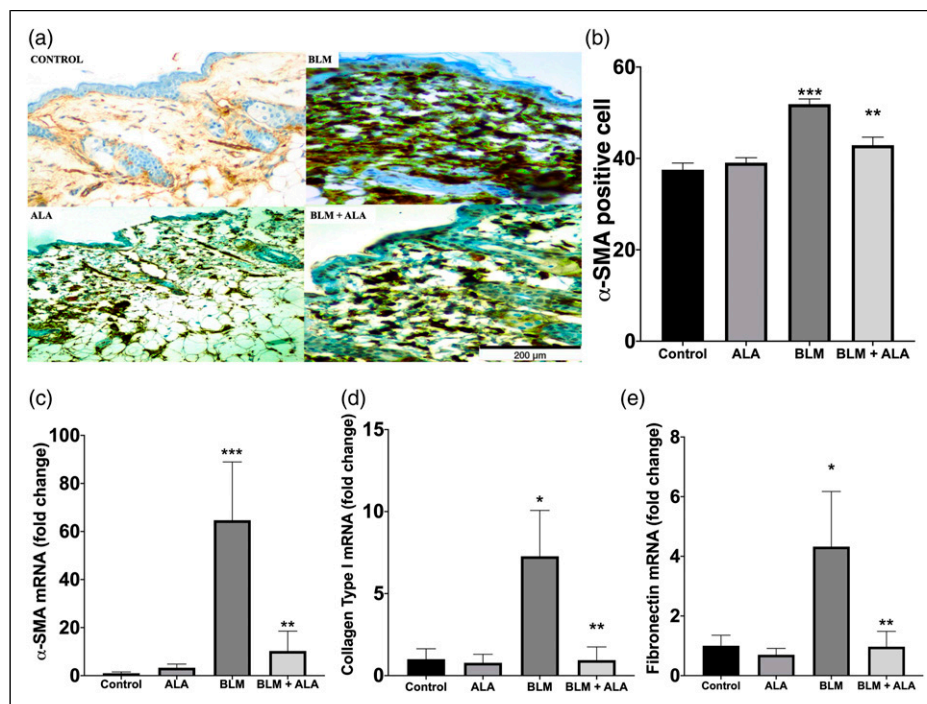 (a)
CONTROL
BLM
ALA
BLM + ALA
200 µm
(b)
α-SMA positive cell
60
40
20
0
***
**
Control
ALA
BLM
BLM + ALA
(c)
α-SMA mRNA (fold change)
100
80
60
40
20
0
***
**
Control
ALA
BLM
BLM + ALA
(d)
Collagen Type I mRNA (fold change)
15
10
5
0
*
**
Control
ALA
BLM
BLM + ALA
(e)
Fibronectin mRNA (fold change)
8
6
4
2
0
*
**
Control
ALA
BLM
BLM + ALA